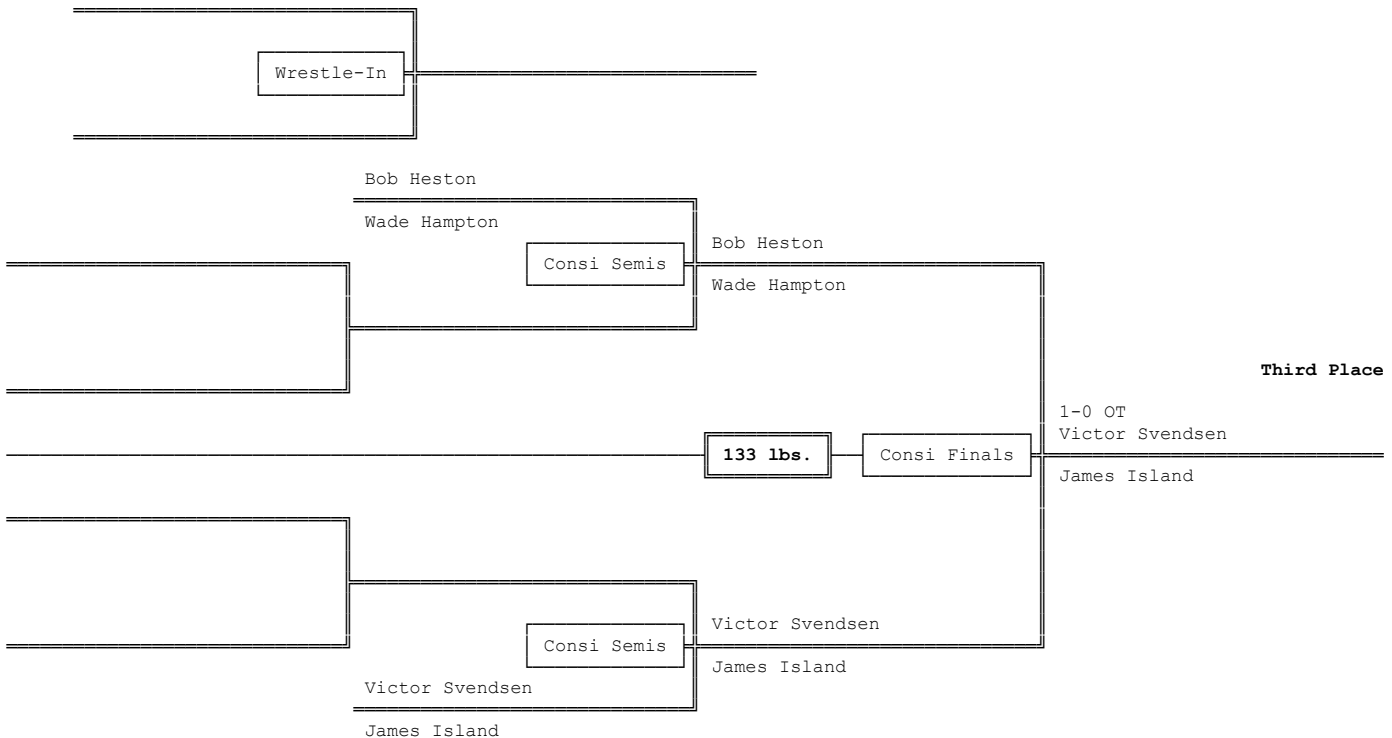 Wrestle-In
Bob Heston
Wade Hampton
Consi Semis
Bob Heston
Wade Hampton
Third Place
1-0 OT
Victor Svendsen
133 lbs.
Consi Finals
James Island
Victor Svendsen
Consi Semis
James Island
Victor Svendsen
James Island